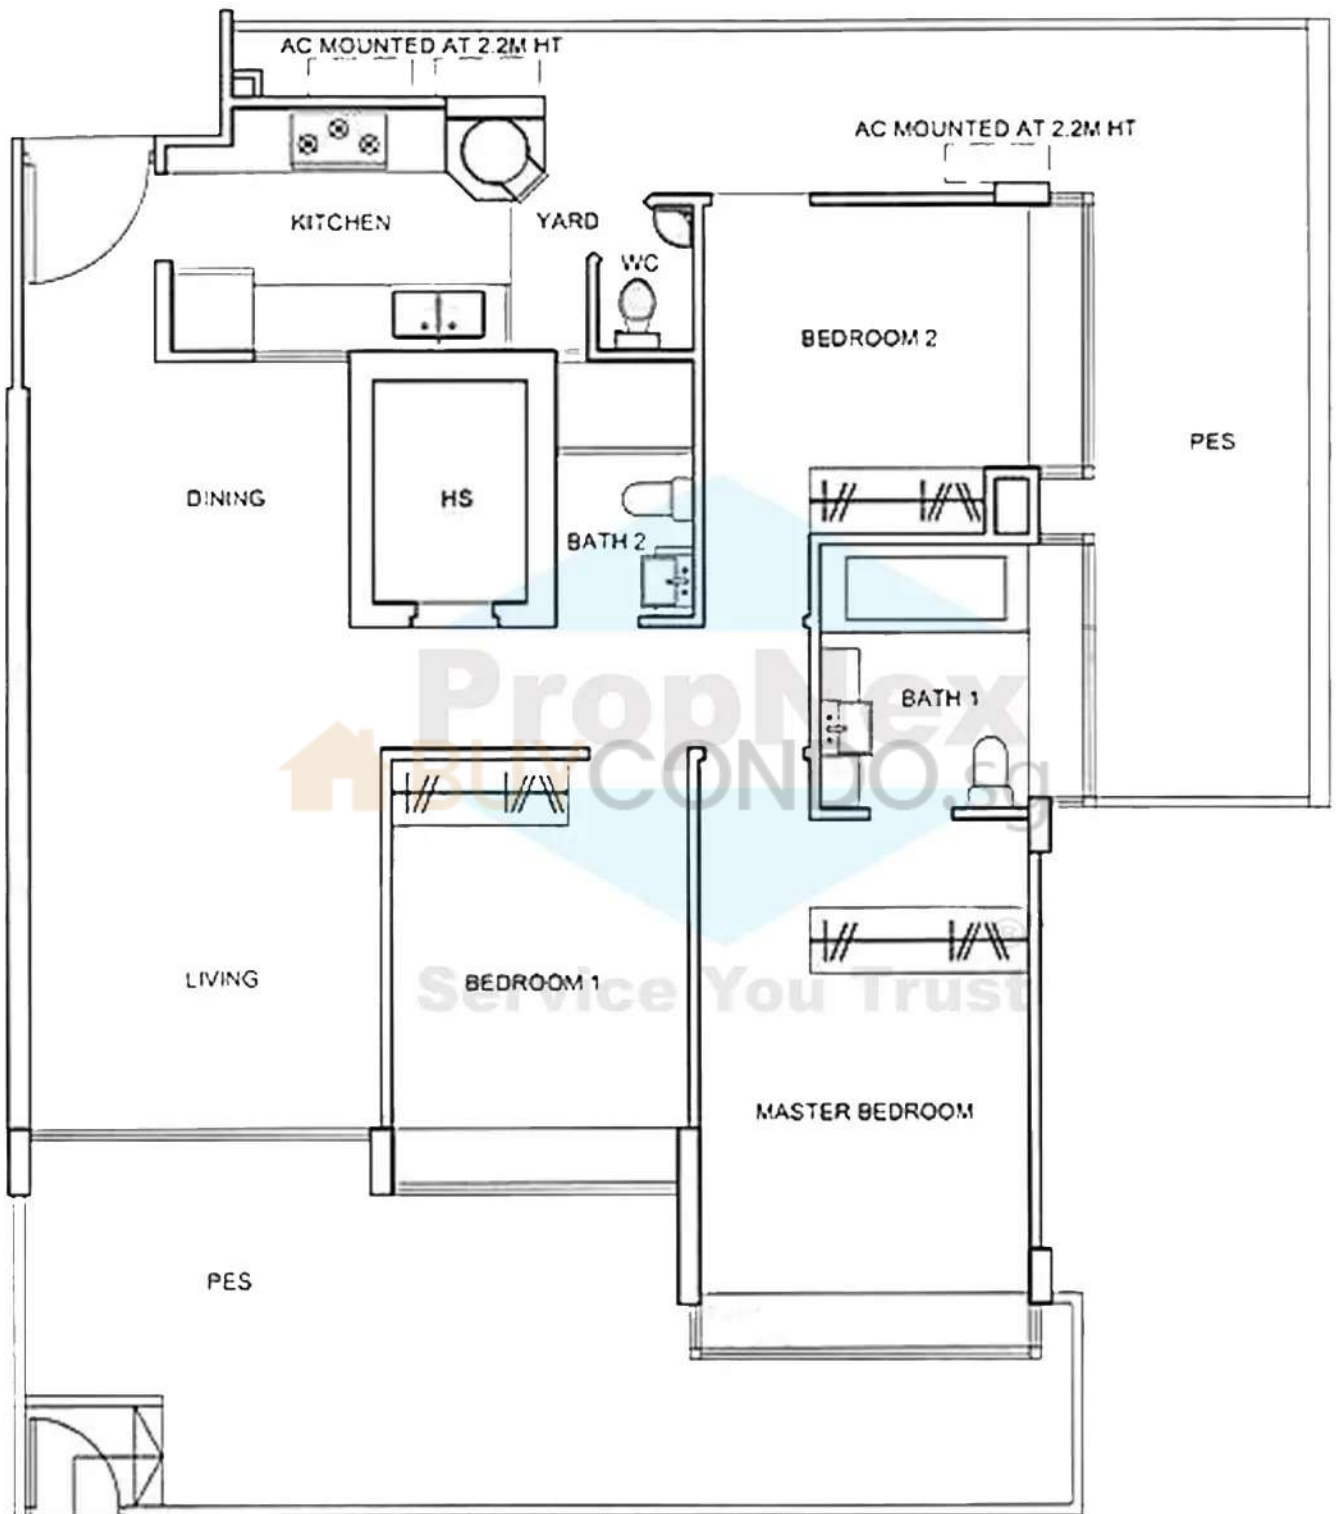 AC MOUNTED AT 2.2M HT
AC MOUNTED AT 2.2M HT
KITCHEN
YARD
WC
BEDROOM 2
PES
DINING
HS
BATH 2
PropNex
BATH 1
BUYCONDO.sg
LIVING
BEDROOM 1
®
Service You Trust
MASTER BEDROOM
PES